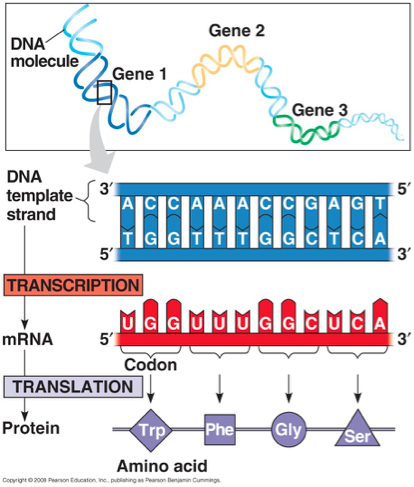 DNA
molecule
Gene 1
Gene 2
Gene 3
DNA
template
strand
3′ 5′
A C C A A A C C G A G T
T G G T T T G G C T C A
5′ 3′
TRANSCRIPTION
mRNA
5′ U G G U U U G G C U C A 3′
Codon
TRANSLATION
Protein
Trp Phe Gly Ser
Amino acid
Copyright © 2008 Pearson Education, Inc., publishing as Pearson Benjamin Cummings.